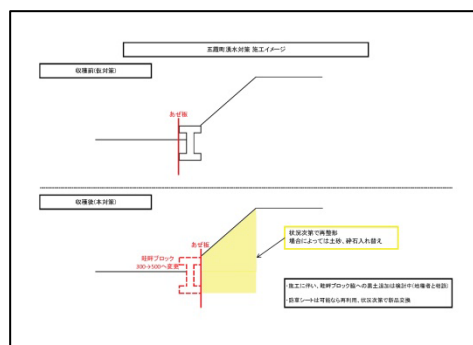 五霞町湧水対策 施工イメージ
収穫前(仮対策)
あぜ板
収穫後(本対策)
あぜ板
畦畔ブロック
300→500へ変更
状況次第で再整形
場合によっては土砂、砕石入れ替え
・施工に伴い、畦畔ブロック脇への黒土追加は検討中(地権者と相談)
・防草シートは可能なら再利用、状況次第で新品交換